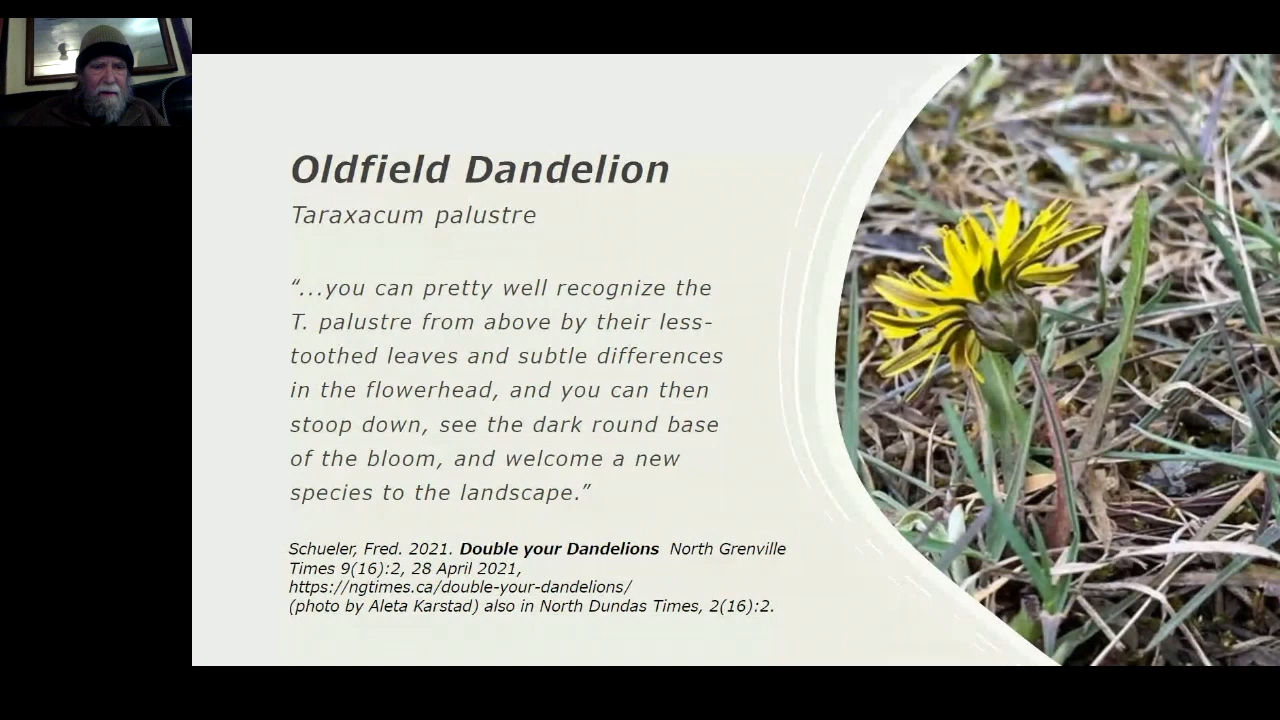 Oldfield Dandelion
Taraxacum palustre
“...you can pretty well recognize the
T. palustre from above by their less-
toothed leaves and subtle differences
in the flowerhead, and you can then
stoop down, see the dark round base
of the bloom, and welcome a new
species to the landscape.”
Schueler, Fred. 2021. Double your Dandelions North Grenville
Times 9(16):2, 28 April 2021,
https://ngtimes.ca/double-your-dandelions/
(photo by Aleta Karstad) also in North Dundas Times, 2(16):2.